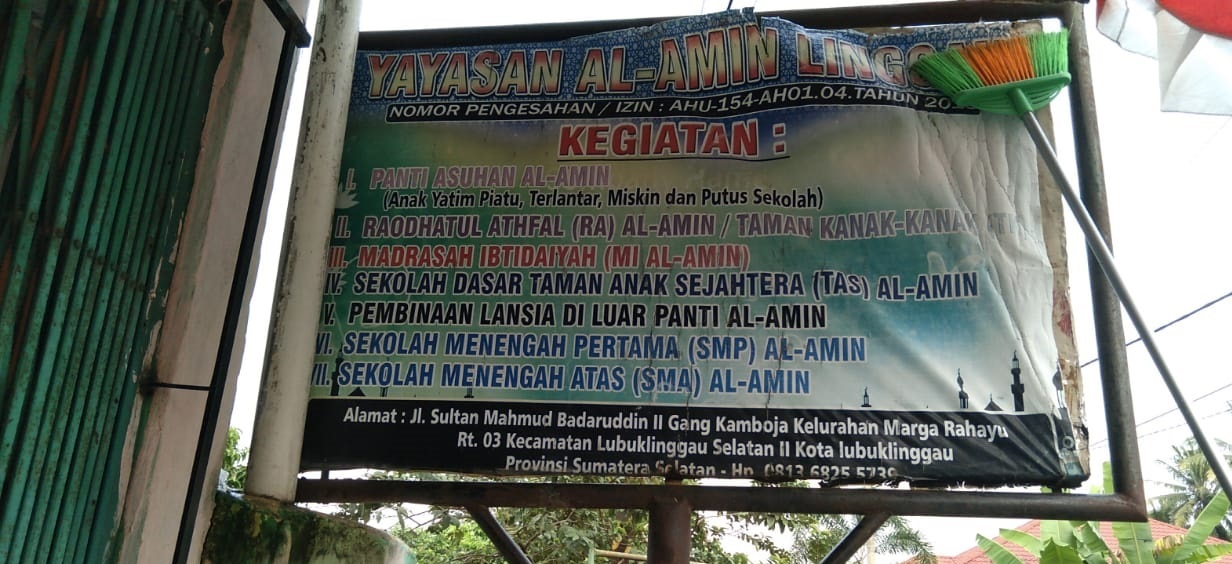 YAYASAN AL-AMIN
NOMOR PENGESAHAN / IZIN : AHU-154-AH01.04.TAHUN
KEGIATAN :
I. PANTI ASUHAN AL-AMIN
(Anak Yatim Piatu, Terlantar, Miskin dan Putus Sekolah)
II. RAODHATUL ATHFAL (RA) AL-AMIN / TAMAN KANAK-KANAK
III. MADRASAH IBTIDAIYAH (MI AL-AMIN)
IV. SEKOLAH DASAR TAMAN ANAK SEJAHTERA (TAS) AL-AMIN
V. PEMBINAAN LANSIA DI LUAR PANTI AL-AMIN
VI. SEKOLAH MENENGAH PERTAMA (SMP) AL-AMIN
VII. SEKOLAH MENENGAH ATAS (SMA) AL-AMIN
Alamat : Jl. Sultan Mahmud Badaruddin II Gang Kamboja Kelurahan Marga Rahayu
Rt. 03 Kecamatan Lubuklinggau Selatan II Kota lubuklinggau
Provinsi Sumatera Selatan - Hp. 0813 6825 5739